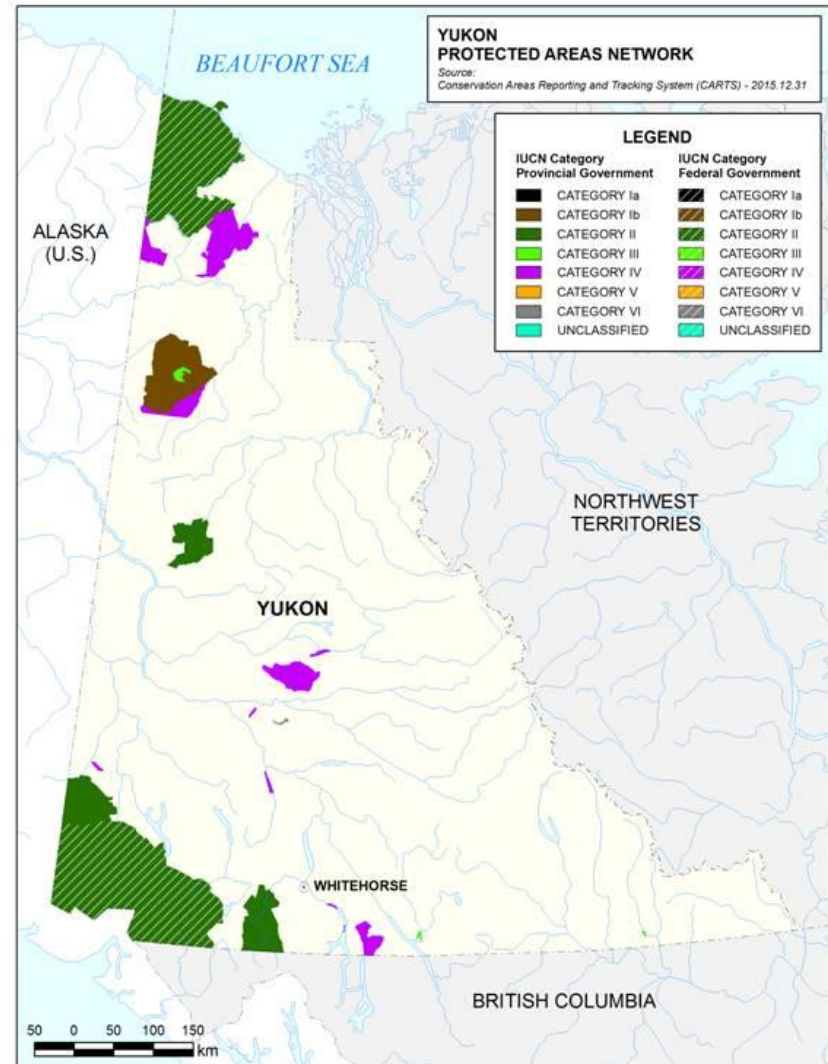 YUKON
PROTECTED AREAS NETWORK
Source:
Conservation Areas Reporting and Tracking System (CARTS) - 2015.12.31
BEAUFORT SEA
LEGEND
IUCN Category
Provincial Government
IUCN Category
Federal Government
CATEGORY Ia
CATEGORY Ia
CATEGORY Ib
CATEGORY Ib
CATEGORY II
CATEGORY II
CATEGORY III
CATEGORY III
CATEGORY IV
CATEGORY IV
CATEGORY V
CATEGORY V
CATEGORY VI
CATEGORY VI
UNCLASSIFIED
UNCLASSIFIED
ALASKA
(U.S.)
NORTHWEST
TERRITORIES
YUKON
WHITEHORSE
BRITISH COLUMBIA
50 0 50 100 150
km